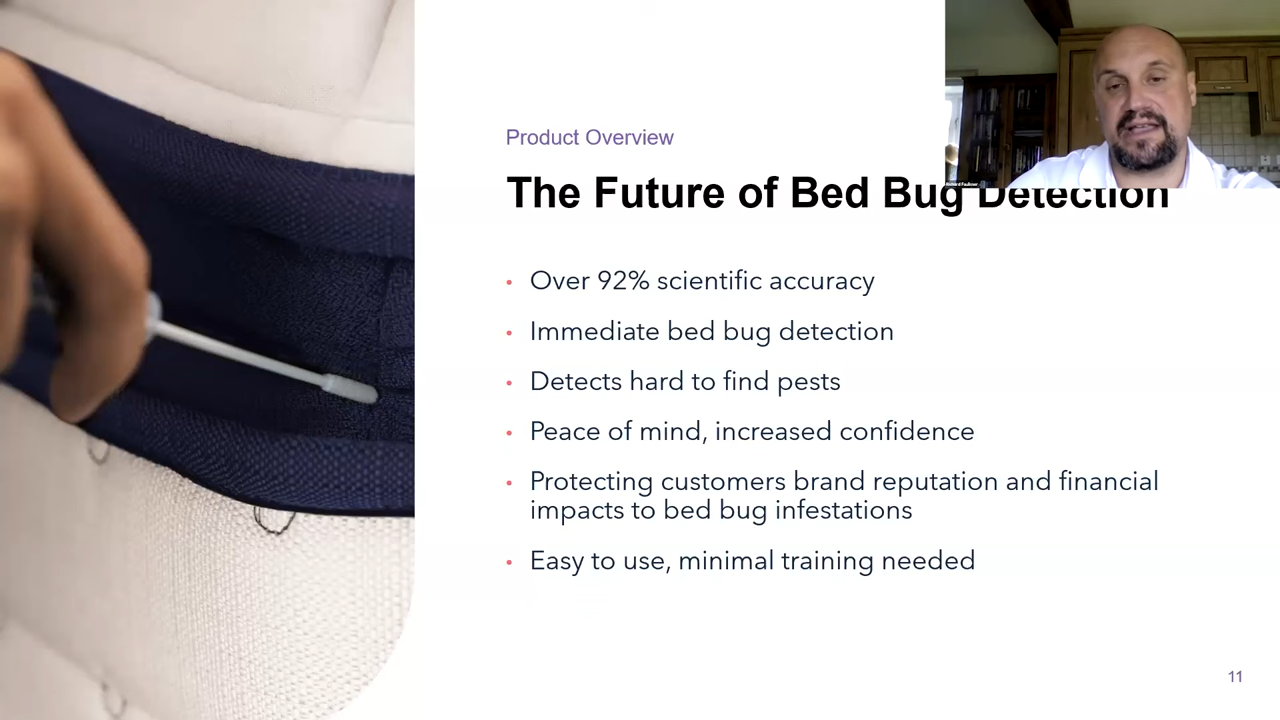 Richard Faulkner
Product Overview
The Future of Bed Bug Detection
• Over 92% scientific accuracy
• Immediate bed bug detection
• Detects hard to find pests
• Peace of mind, increased confidence
• Protecting customers brand reputation and financial
impacts to bed bug infestations
• Easy to use, minimal training needed
11